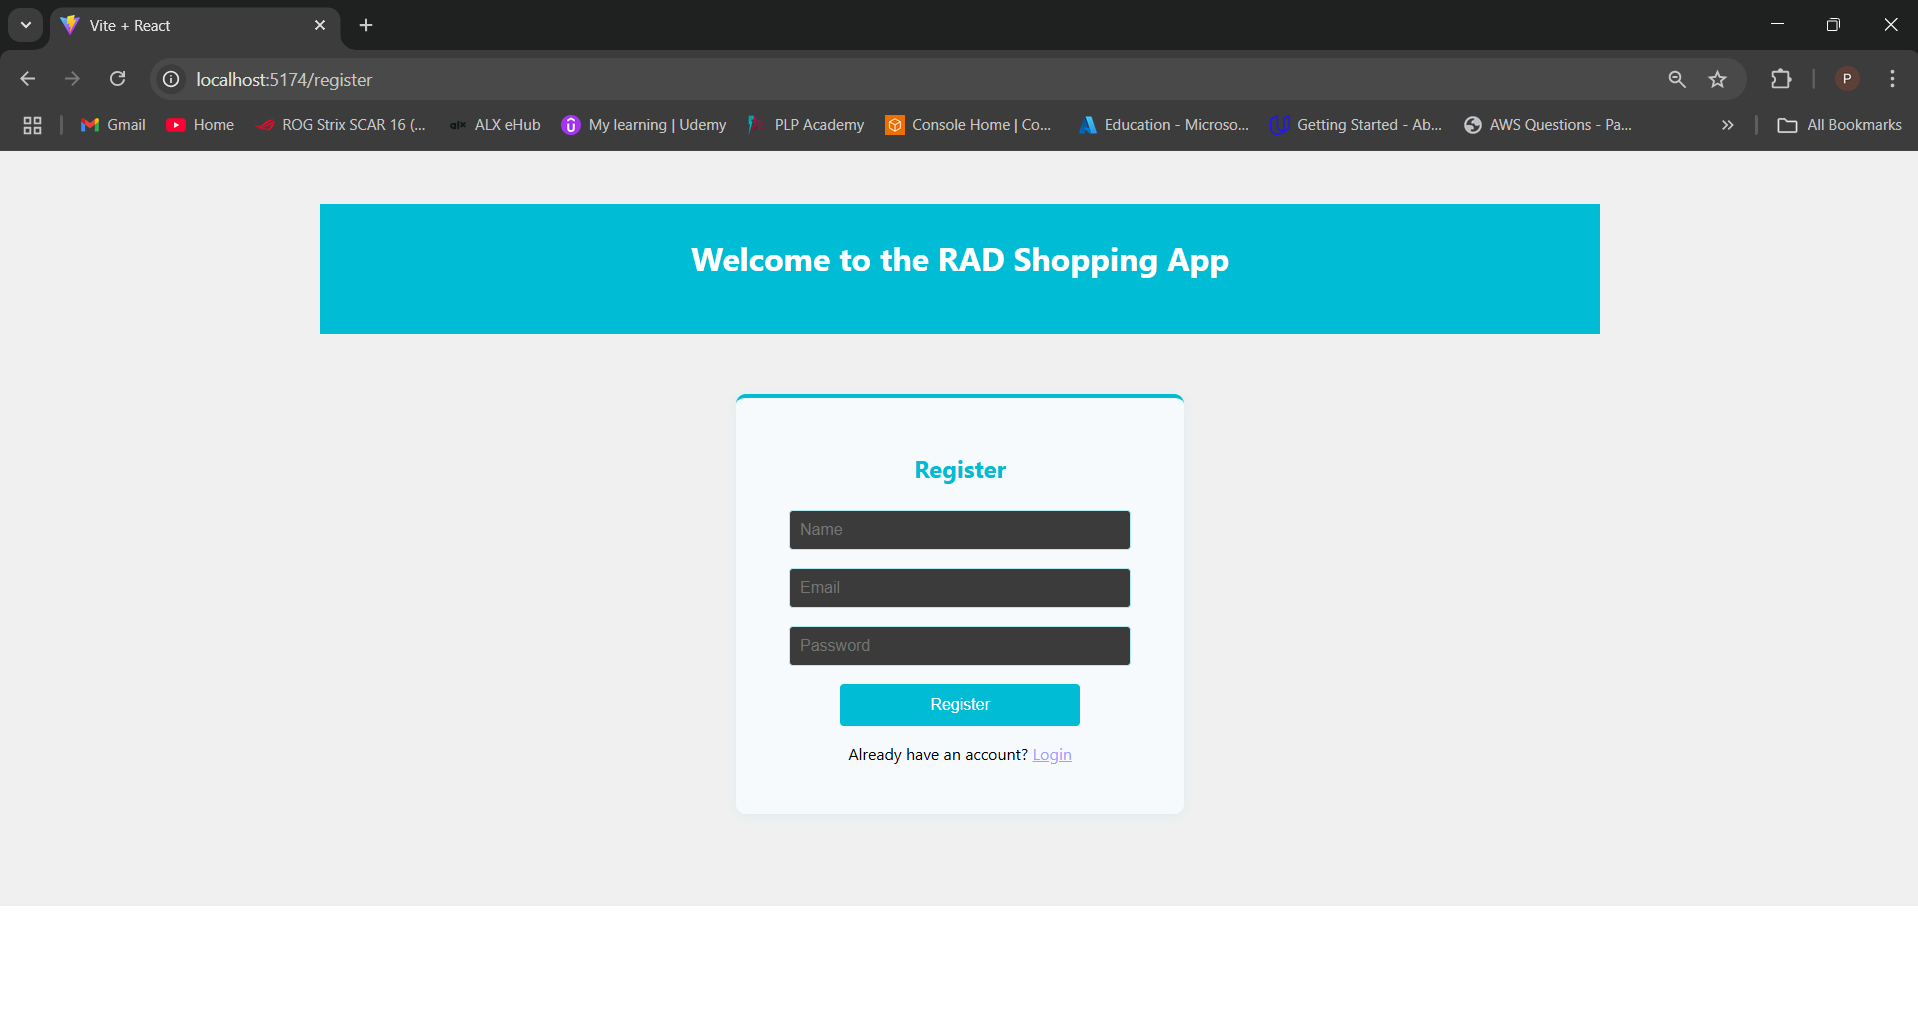 Vite + React
localhost:5174/register
P
Gmail
Home
ROG Strix SCAR 16 (...
alx ALX eHub
My learning | Udemy
PLP Academy
Console Home | Co...
Education - Microso...
Getting Started - Ab...
AWS Questions - Pa...
All Bookmarks
Welcome to the RAD Shopping App
Register
Name
Email
Password
Register
Already have an account? Login